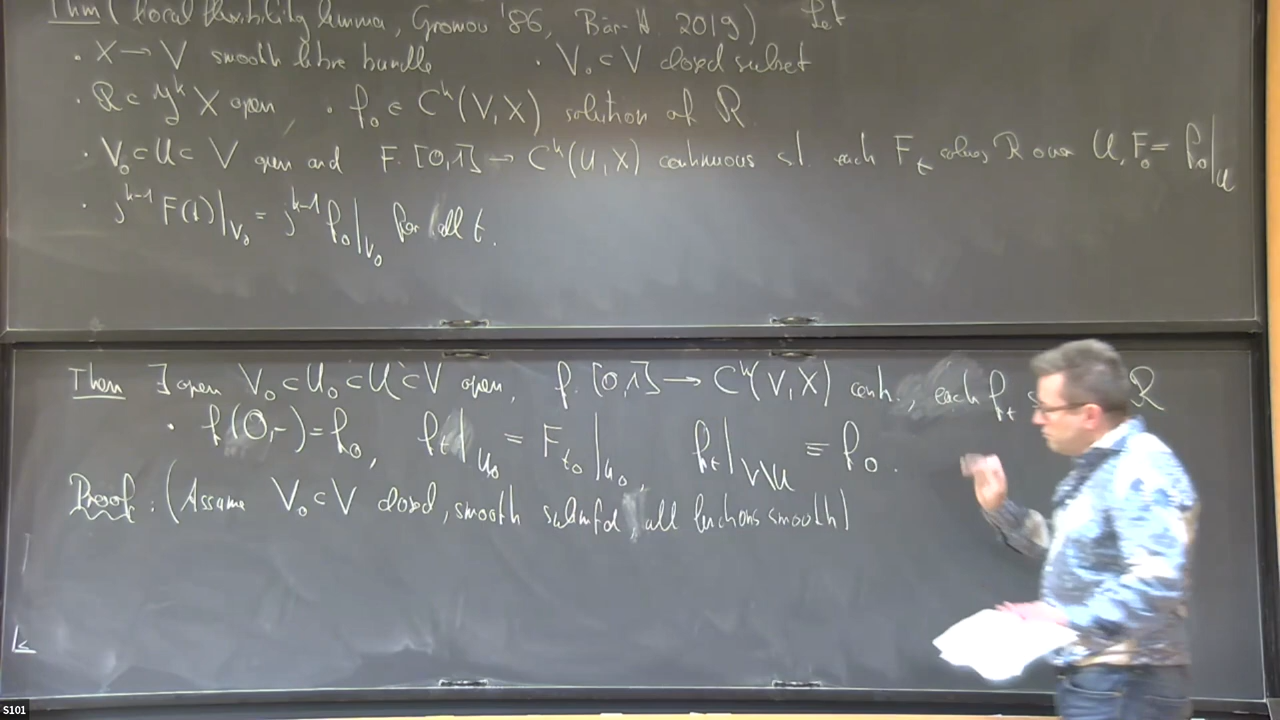 Thm (local flexibility lemma, Gromov '86, Bär-H. 2019) Let
· X → V smooth fibre bundle · V₀ ⊂ V closed subset
· R ⊂ J^k X open, · f₀ ∈ C^k(V,X) solution of R.
· V₀ ⊂ U ⊂ V open and F: [0,1] → C^k(U,X) continuous s.t. each F_t solves R over U, F₀ = f₀|_U
· j^{k-1} F(t)|_{V₀} = j^{k-1} f₀|_{V₀} for all t.
Then ∃ open V₀ ⊂ U₀ ⊂ U ⊂ V open, f: [0,1] → C^k(V,X) cont., each f_t R
· f(0,-) = f₀, f_t|_{U₀} = F_{t₀}|_{U₀}, f_t|_{V\U} ≡ f₀.
Proof: (Assume V₀ ⊂ V closed, smooth submfd, all functions smooth)
S101